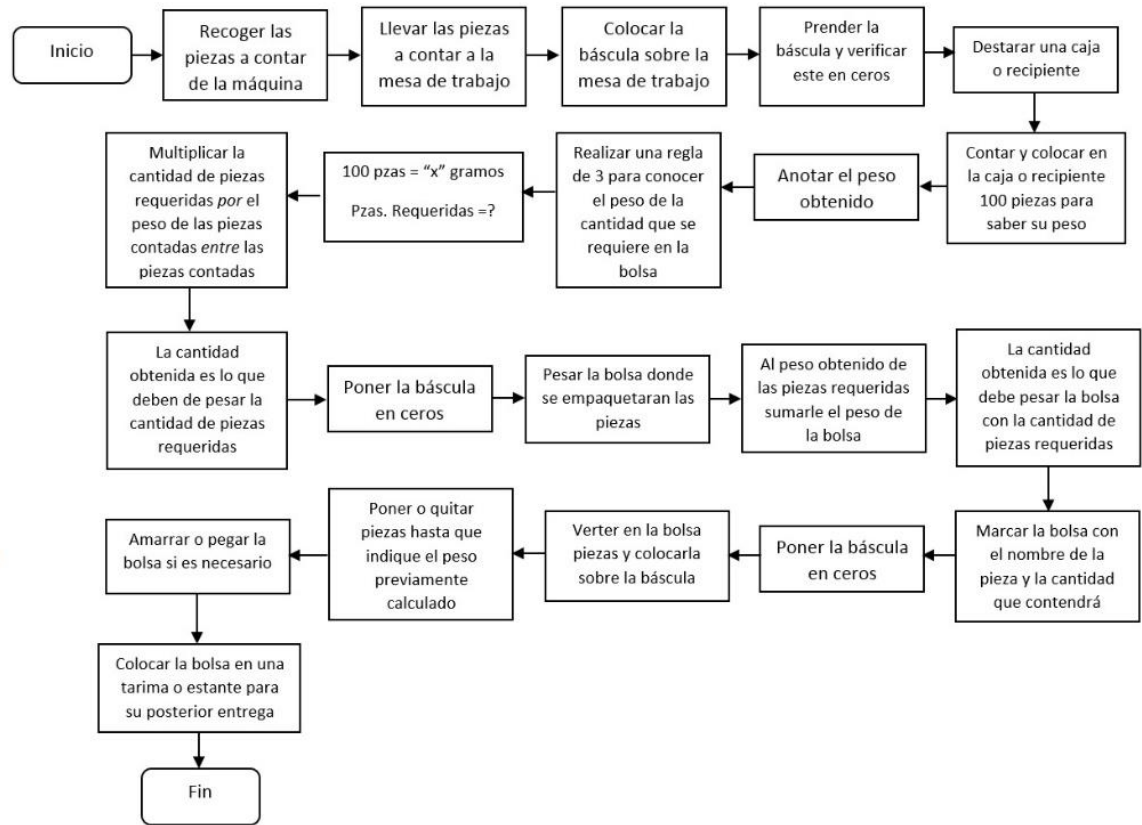 Inicio
Recoger las
piezas a contar
de la máquina
Llevar las piezas
a contar a la
mesa de trabajo
Colocar la
báscula sobre la
mesa de trabajo
Prender la
báscula y verificar
este en ceros
Destarar una caja
o recipiente
Contar y colocar en
la caja o recipiente
100 piezas para
saber su peso
Anotar el peso
obtenido
Realizar una regla
de 3 para conocer
el peso de la
cantidad que se
requiere en la
bolsa
100 pzas = “x” gramos
Pzas. Requeridas =?
Multiplicar la
cantidad de piezas
requeridas por el
peso de las piezas
contadas entre las
piezas contadas
La cantidad
obtenida es lo que
deben de pesar la
cantidad de piezas
requeridas
Poner la báscula
en ceros
Pesar la bolsa donde
se empaquetaran las
piezas
Al peso obtenido de
las piezas requeridas
sumarle el peso de
la bolsa
La cantidad
obtenida es lo que
debe pesar la bolsa
con la cantidad de
piezas requeridas
Marcar la bolsa con
el nombre de la
pieza y la cantidad
que contendrá
Poner la báscula
en ceros
Verter en la bolsa
piezas y colocarla
sobre la báscula
Poner o quitar
piezas hasta que
indique el peso
previamente
calculado
Amarrar o pegar la
bolsa si es necesario
Colocar la bolsa en una
tarima o estante para
su posterior entrega
Fin